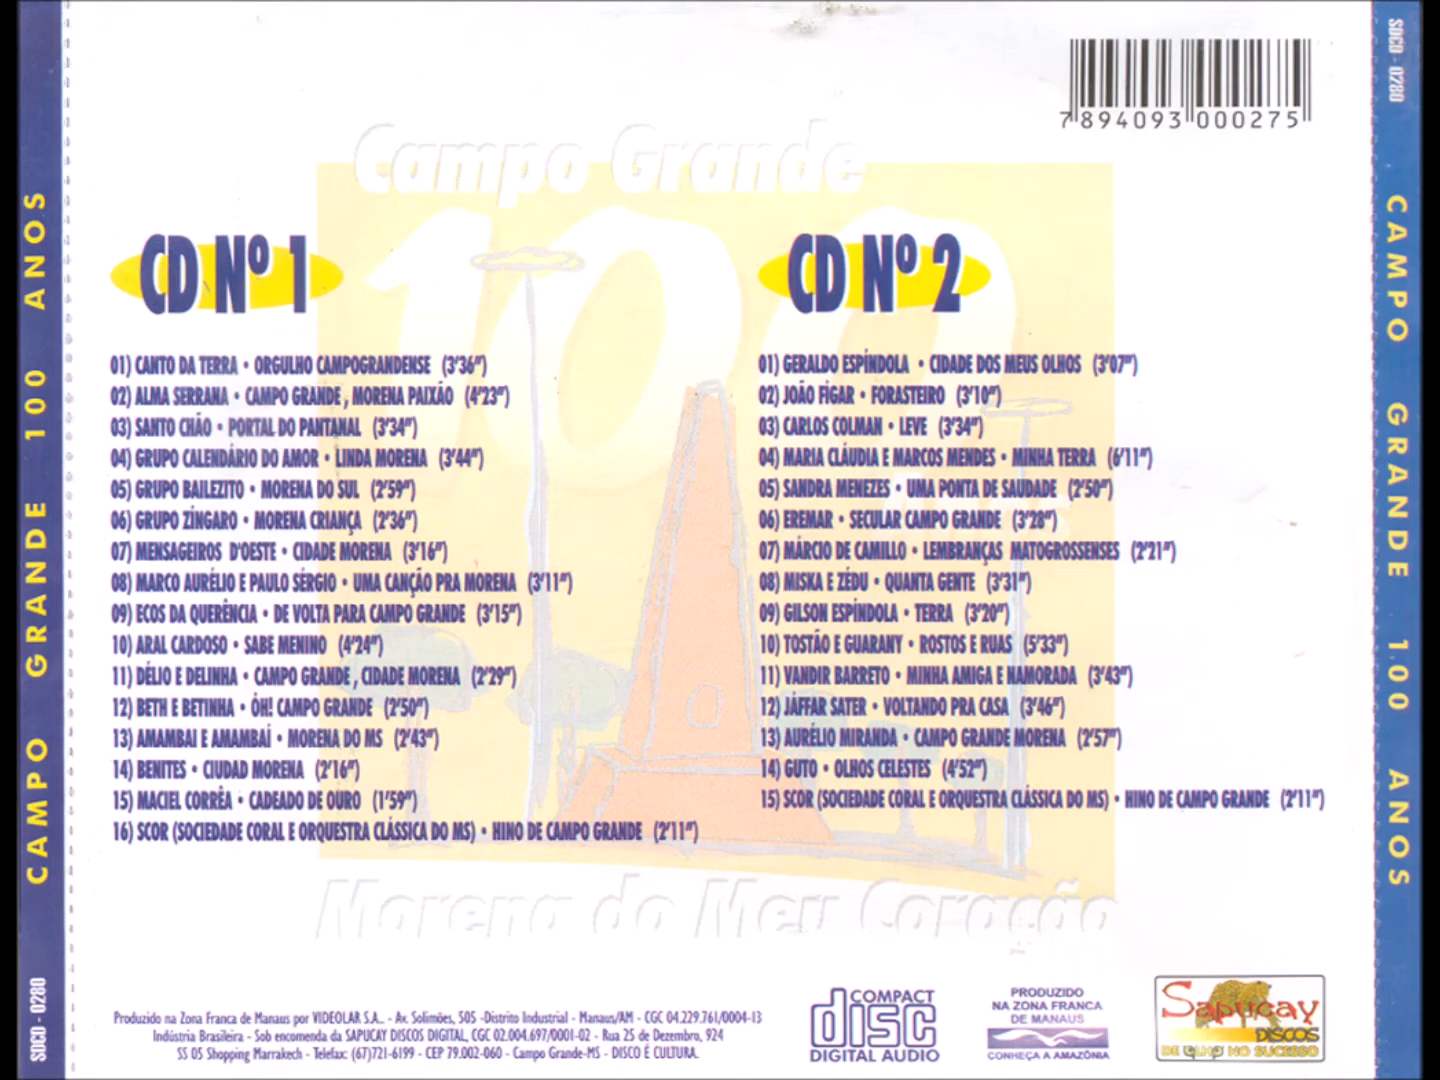 7 894093 000275
SDCD - 0280
CAMPO GRANDE 100 ANOS
Campo Grande
100
CD Nº 1
01) CANTO DA TERRA • ORGULHO CAMPOGRANDENSE (3'36")
02) ALMA SERRANA • CAMPO GRANDE , MORENA PAIXÃO (4'23")
03) SANTO CHÃO • PORTAL DO PANTANAL (3'34")
04) GRUPO CALENDÁRIO DO AMOR • LINDA MORENA (3'44")
05) GRUPO BAILEZITO • MORENA DO SUL (2'59")
06) GRUPO ZÍNGARO • MORENA CRIANÇA (2'36")
07) MENSAGEIROS D'OESTE • CIDADE MORENA (3'16")
08) MARCO AURÉLIO E PAULO SÉRGIO • UMA CANÇÃO PRA MORENA (3'11")
09) ECOS DA QUERÊNCIA • DE VOLTA PARA CAMPO GRANDE (3'15")
10) ARAL CARDOSO • SABE MENINO (4'24")
11) DÉLIO E DELINHA • CAMPO GRANDE , CIDADE MORENA (2'29")
12) BETH E BETINHA • ÓH! CAMPO GRANDE (2'50")
13) AMAMBAI E AMAMBAÍ • MORENA DO MS (2'43")
14) BENITES • CIUDAD MORENA (2'16")
15) MACIEL CORRÊA • CADEADO DE OURO (1'59")
16) SCOR (SOCIEDADE CORAL E ORQUESTRA CLÁSSICA DO MS) • HINO DE CAMPO GRANDE (2'11")
CD Nº 2
01) GERALDO ESPÍNDOLA • CIDADE DOS MEUS OLHOS (3'07")
02) JOÃO FÍGAR • FORASTEIRO (3'10")
03) CARLOS COLMAN • LEVE (3'34")
04) MARIA CLÁUDIA E MARCOS MENDES • MINHA TERRA (6'11")
05) SANDRA MENEZES • UMA PONTA DE SAUDADE (2'50")
06) EREMAR • SECULAR CAMPO GRANDE (3'28")
07) MÁRCIO DE CAMILLO • LEMBRANÇAS MATOGROSSENSES (2'21")
08) MISKA E ZÉDU • QUANTA GENTE (3'31")
09) GILSON ESPÍNDOLA • TERRA (3'20")
10) TOSTÃO E GUARANY • ROSTOS E RUAS (5'33")
11) VANDIR BARRETO • MINHA AMIGA E NAMORADA (3'43")
12) JÁFFAR SATER • VOLTANDO PRA CASA (3'46")
13) AURÉLIO MIRANDA • CAMPO GRANDE MORENA (2'57")
14) GUTO • OLHOS CELESTES (4'52")
15) SCOR (SOCIEDADE CORAL E ORQUESTRA CLÁSSICA DO MS) • HINO DE CAMPO GRANDE (2'11")
Morena do Meu Coração
CAMPO GRANDE 100 ANOS
SDCD - 0280
Produzido na Zona Franca de Manaus por VIDEOLAR S.A.. - Av. Solimões, 505 -Distrito Industrial - Manaus/AM - CGC 04.229.761/0004-13
Indústria Brasileira - Sob encomenda da SAPUCAY DISCOS DIGITAL, CGC 02.004.697/0001-02 - Rua 25 de Dezembro, 924
SS 05 Shopping Marrakech - Telefax: (67)721-6199 - CEP 79.002-060 - Campo Grande-MS - DISCO É CULTURA.
COMPACT
disc
DIGITAL AUDIO
PRODUZIDO
NA ZONA FRANCA
DE MANAUS
CONHEÇA A AMAZÔNIA
Sapucay
DISCOS
DE OLHO NO SUCESSO